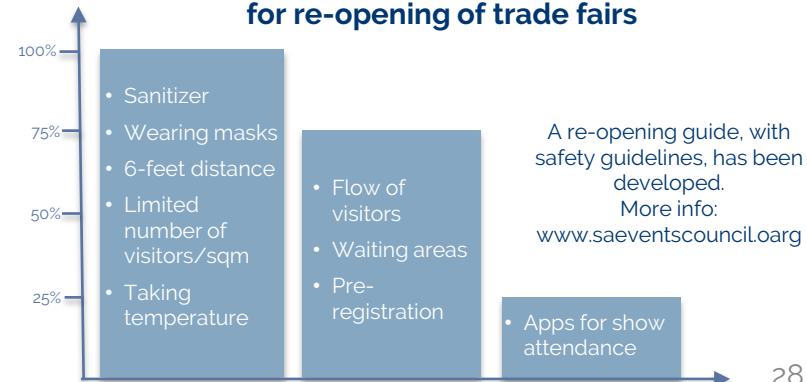 for re-opening of trade fairs
100%
75%
50%
25%
• Sanitizer
• Wearing masks
• 6-feet distance
• Limited
number of
visitors/sqm
• Taking
temperature
• Flow of
visitors
• Waiting areas
• Pre-
registration
• Apps for show
attendance
A re-opening guide, with
safety guidelines, has been
developed.
More info:
www.saeventscouncil.oarg
28